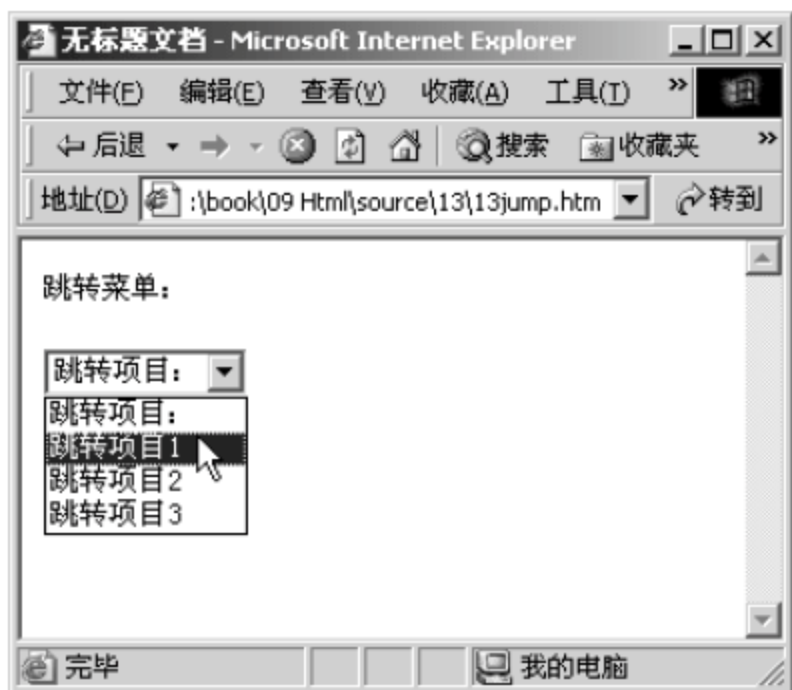 无标题文档 - Microsoft Internet Explorer
文件(F) 编辑(E) 查看(V) 收藏(A) 工具(T) »
后退 搜索 收藏夹 »
地址(D) :\book\09 Html\source\13\13jump.htm 转到
跳转菜单：
跳转项目：
跳转项目：
跳转项目1
跳转项目2
跳转项目3
完毕 我的电脑